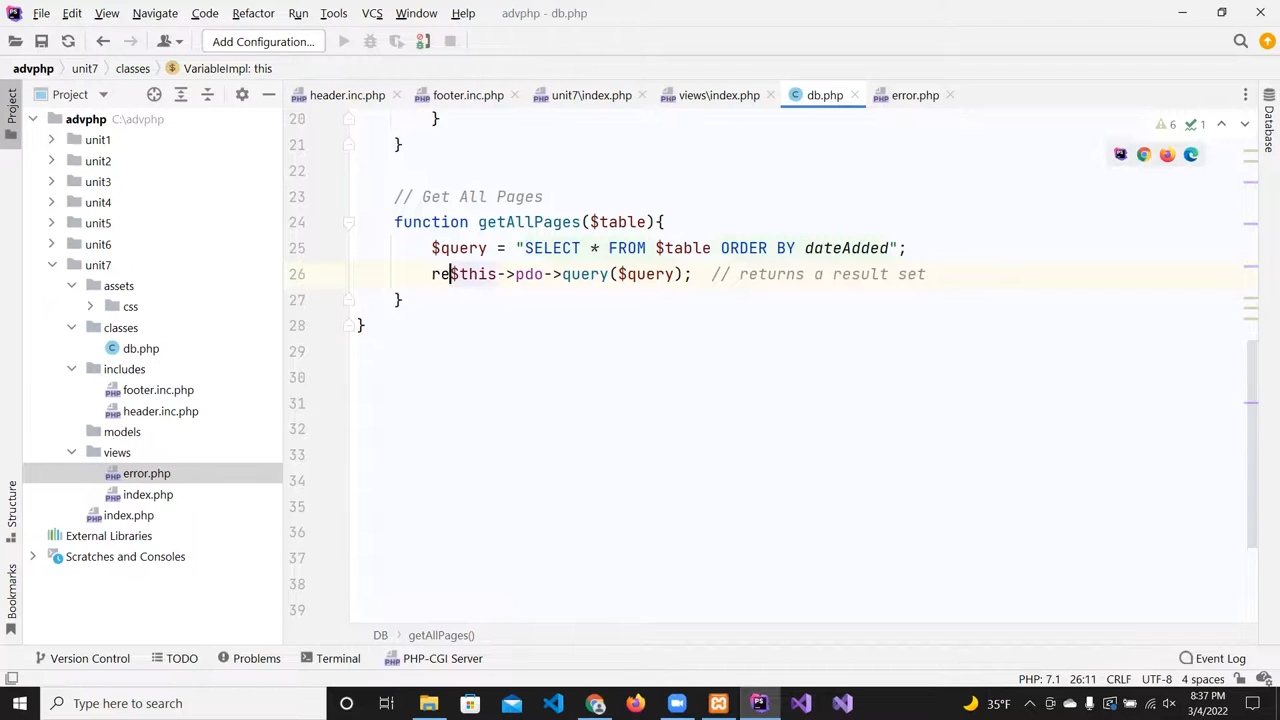 PS File Edit View Navigate Code Refactor Run Tools VCS Window Help advphp - db.php
Add Configuration...
advphp unit7 classes VariableImpl: this
Project
Project
header.inc.php footer.inc.php unit7\index.php views\index.php db.php error.php
Database
advphp C:\advphp
unit1
unit2
unit3
unit4
unit5
unit6
unit7
assets
css
classes
db.php
includes
footer.inc.php
header.inc.php
models
views
error.php
index.php
index.php
External Libraries
Scratches and Consoles
Structure
Bookmarks
6 1
20 }
21 }
22
23 // Get All Pages
24 function getAllPages($table){
25 $query = "SELECT * FROM $table ORDER BY dateAdded";
26 re$this->pdo->query($query); // returns a result set
27 }
28 }
29
30
31
32
33
34
35
36
37
38
39
DB getAllPages()
Version Control TODO Problems Terminal PHP-CGI Server Event Log
PHP: 7.1 26:11 CRLF UTF-8 4 spaces
Type here to search 35°F 8:37 PM
3/4/2022